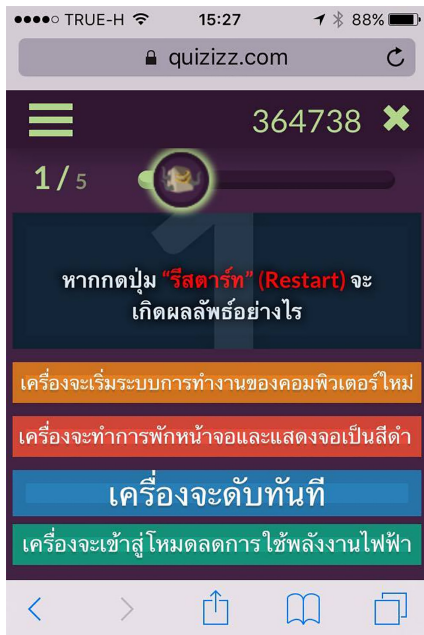 TRUE-H 15:27 88%
quizizz.com
364738
1 / 5
1
หากกดปุ่ม “รีสตาร์ท” (Restart) จะ
เกิดผลลัพธ์อย่างไร
เครื่องจะเริ่มระบบการทำงานของคอมพิวเตอร์ใหม่
เครื่องจะทำการพักหน้าจอและแสดงจอเป็นสีดำ
เครื่องจะดับทันที
เครื่องจะเข้าสู่โหมดลดการใช้พลังงานไฟฟ้า